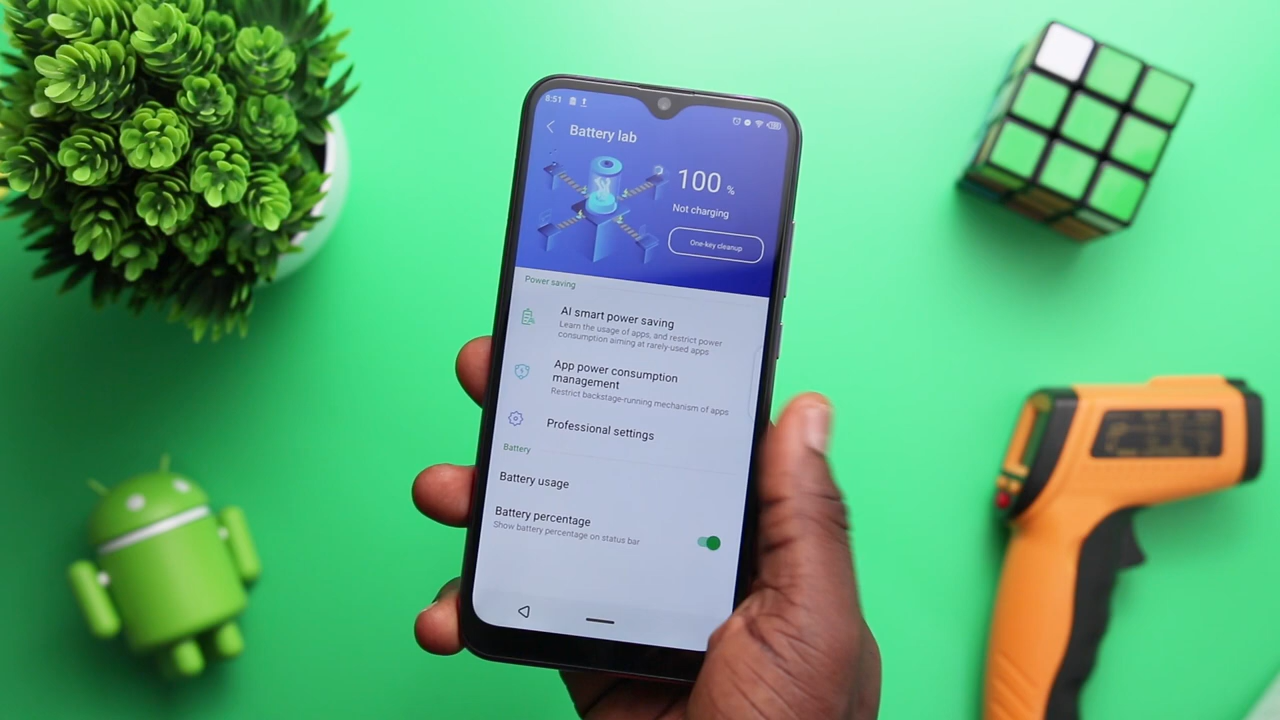 8:51
Battery lab
100 %
Not charging
One-key cleanup
Power saving
AI smart power saving
Learn the usage of apps, and restrict power
consumption aiming at rarely-used apps
App power consumption
management
Restrict backstage-running mechanism of apps
Professional settings
Battery
Battery usage
Battery percentage
Show battery percentage on status bar